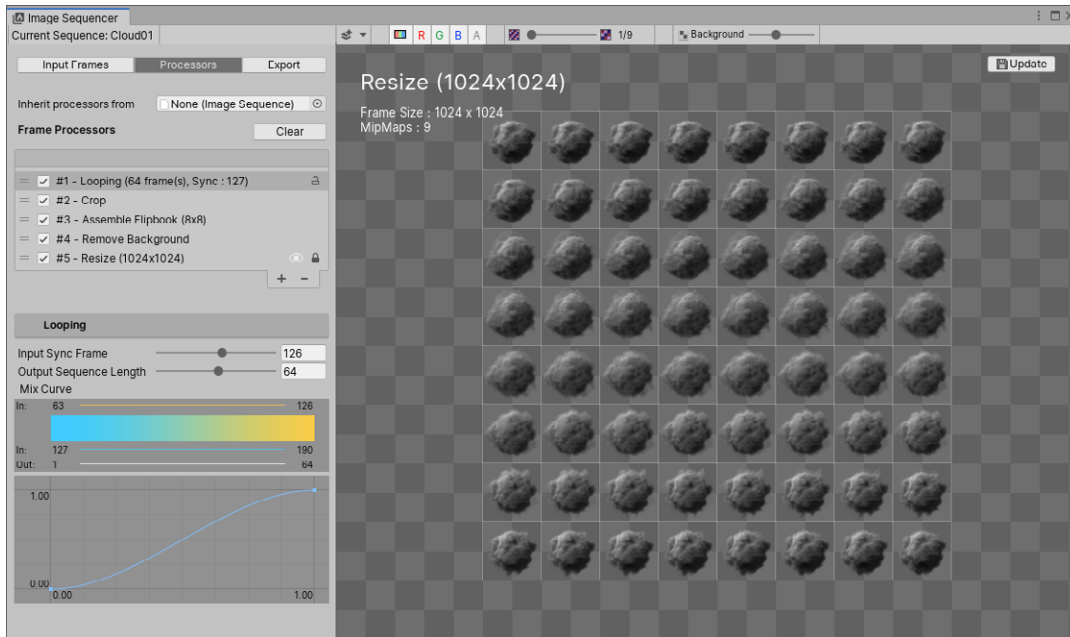 Image Sequencer
Current Sequence: Cloud01
R G B A
1/9
Background
Input Frames Processors Export
Update
Resize (1024x1024)
Frame Size : 1024 x 1024
MipMaps : 9
Inherit processors from None (Image Sequence)
Frame Processors Clear
#1 - Looping (64 frame(s), Sync : 127)
#2 - Crop
#3 - Assemble Flipbook (8x8)
#4 - Remove Background
#5 - Resize (1024x1024)
+ −
Looping
Input Sync Frame 126
Output Sequence Length 64
Mix Curve
In: 63 126
In: 127 190
Out: 1 64
1.00
0.00
0.00 1.00